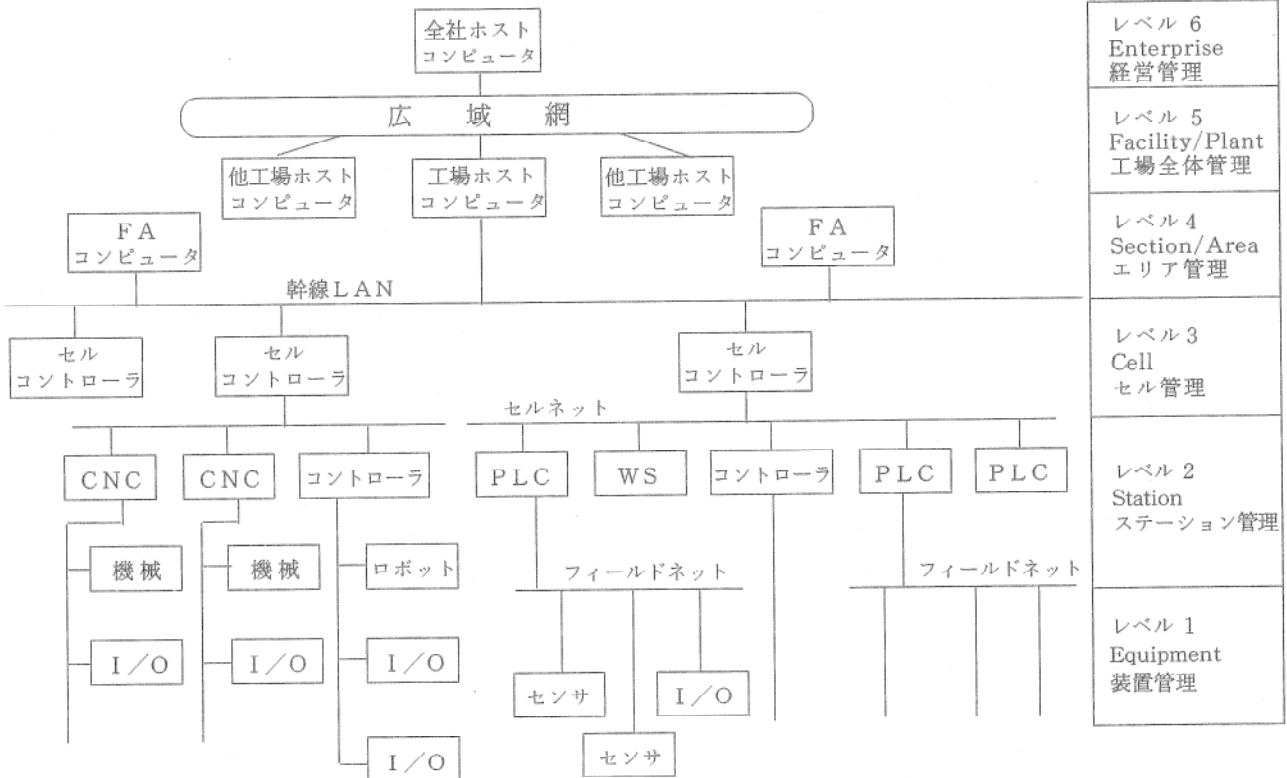 全社ホスト
コンピュータ
広域網
他工場ホスト
コンピュータ
工場ホスト
コンピュータ
他工場ホスト
コンピュータ
FA
コンピュータ
FA
コンピュータ
幹線LAN
セル
コントローラ
セル
コントローラ
セル
コントローラ
セルネット
CNC
CNC
コントローラ
PLC
WS
コントローラ
PLC
PLC
機械
機械
ロボット
フィールドネット
フィールドネット
I/O
I/O
I/O
センサ
I/O
I/O
センサ
レベル 6
Enterprise
経営管理
レベル 5
Facility/Plant
工場全体管理
レベル 4
Section/Area
エリア管理
レベル 3
Cell
セル管理
レベル 2
Station
ステーション管理
レベル 1
Equipment
装置管理